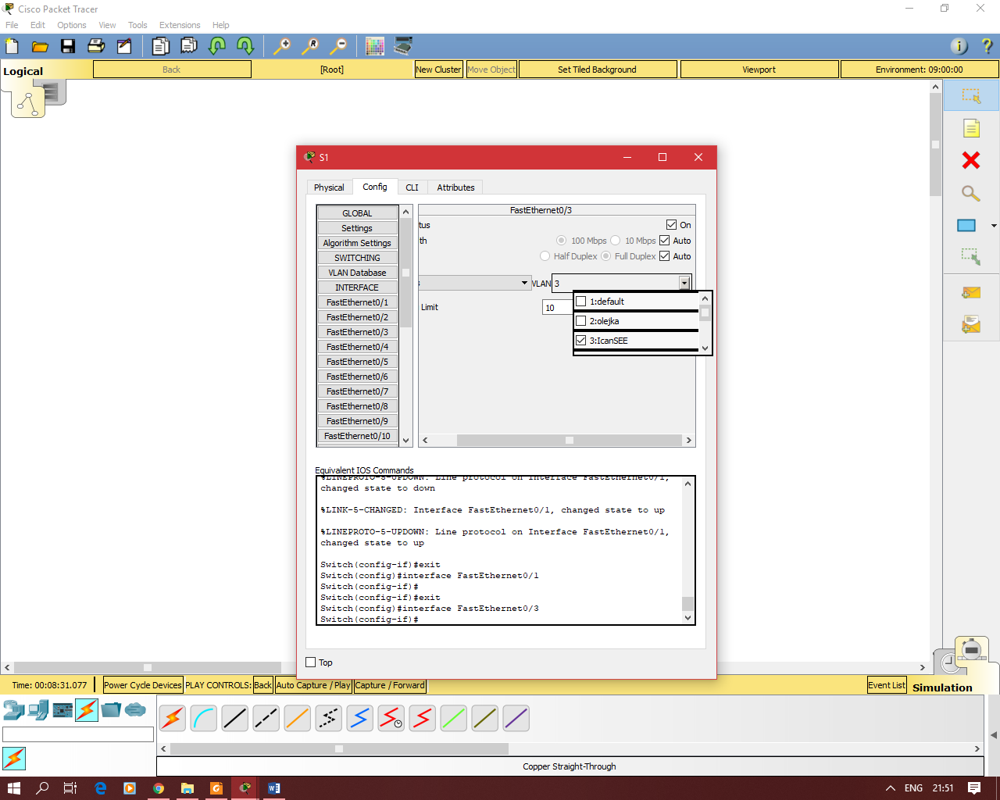 Cisco Packet Tracer
File Edit Options View Tools Extensions Help
Logical
Back
[Root]
New Cluster
Move Object
Set Tiled Background
Viewport
Environment: 09:00:00
S1
Physical Config CLI Attributes
GLOBAL
Settings
Algorithm Settings
SWITCHING
VLAN Database
INTERFACE
FastEthernet0/1
FastEthernet0/2
FastEthernet0/3
FastEthernet0/4
FastEthernet0/5
FastEthernet0/6
FastEthernet0/7
FastEthernet0/8
FastEthernet0/9
FastEthernet0/10
FastEthernet0/3
tus On
th 100 Mbps 10 Mbps Auto
Half Duplex Full Duplex Auto
VLAN 3
Limit 10
1:default
2:olejka
3:IcanSEE
Equivalent IOS Commands
%LINEPROTO-5-UPDOWN: Line protocol on Interface FastEthernet0/1,
changed state to down
%LINK-5-CHANGED: Interface FastEthernet0/1, changed state to up
%LINEPROTO-5-UPDOWN: Line protocol on Interface FastEthernet0/1,
changed state to up
Switch(config-if)#exit
Switch(config)#interface FastEthernet0/1
Switch(config-if)#
Switch(config-if)#exit
Switch(config)#interface FastEthernet0/3
Switch(config-if)#
Top
Time: 00:08:31.077
Power Cycle Devices PLAY CONTROLS: Back Auto Capture / Play Capture / Forward
Event List
Simulation
Copper Straight-Through
ENG 21:51